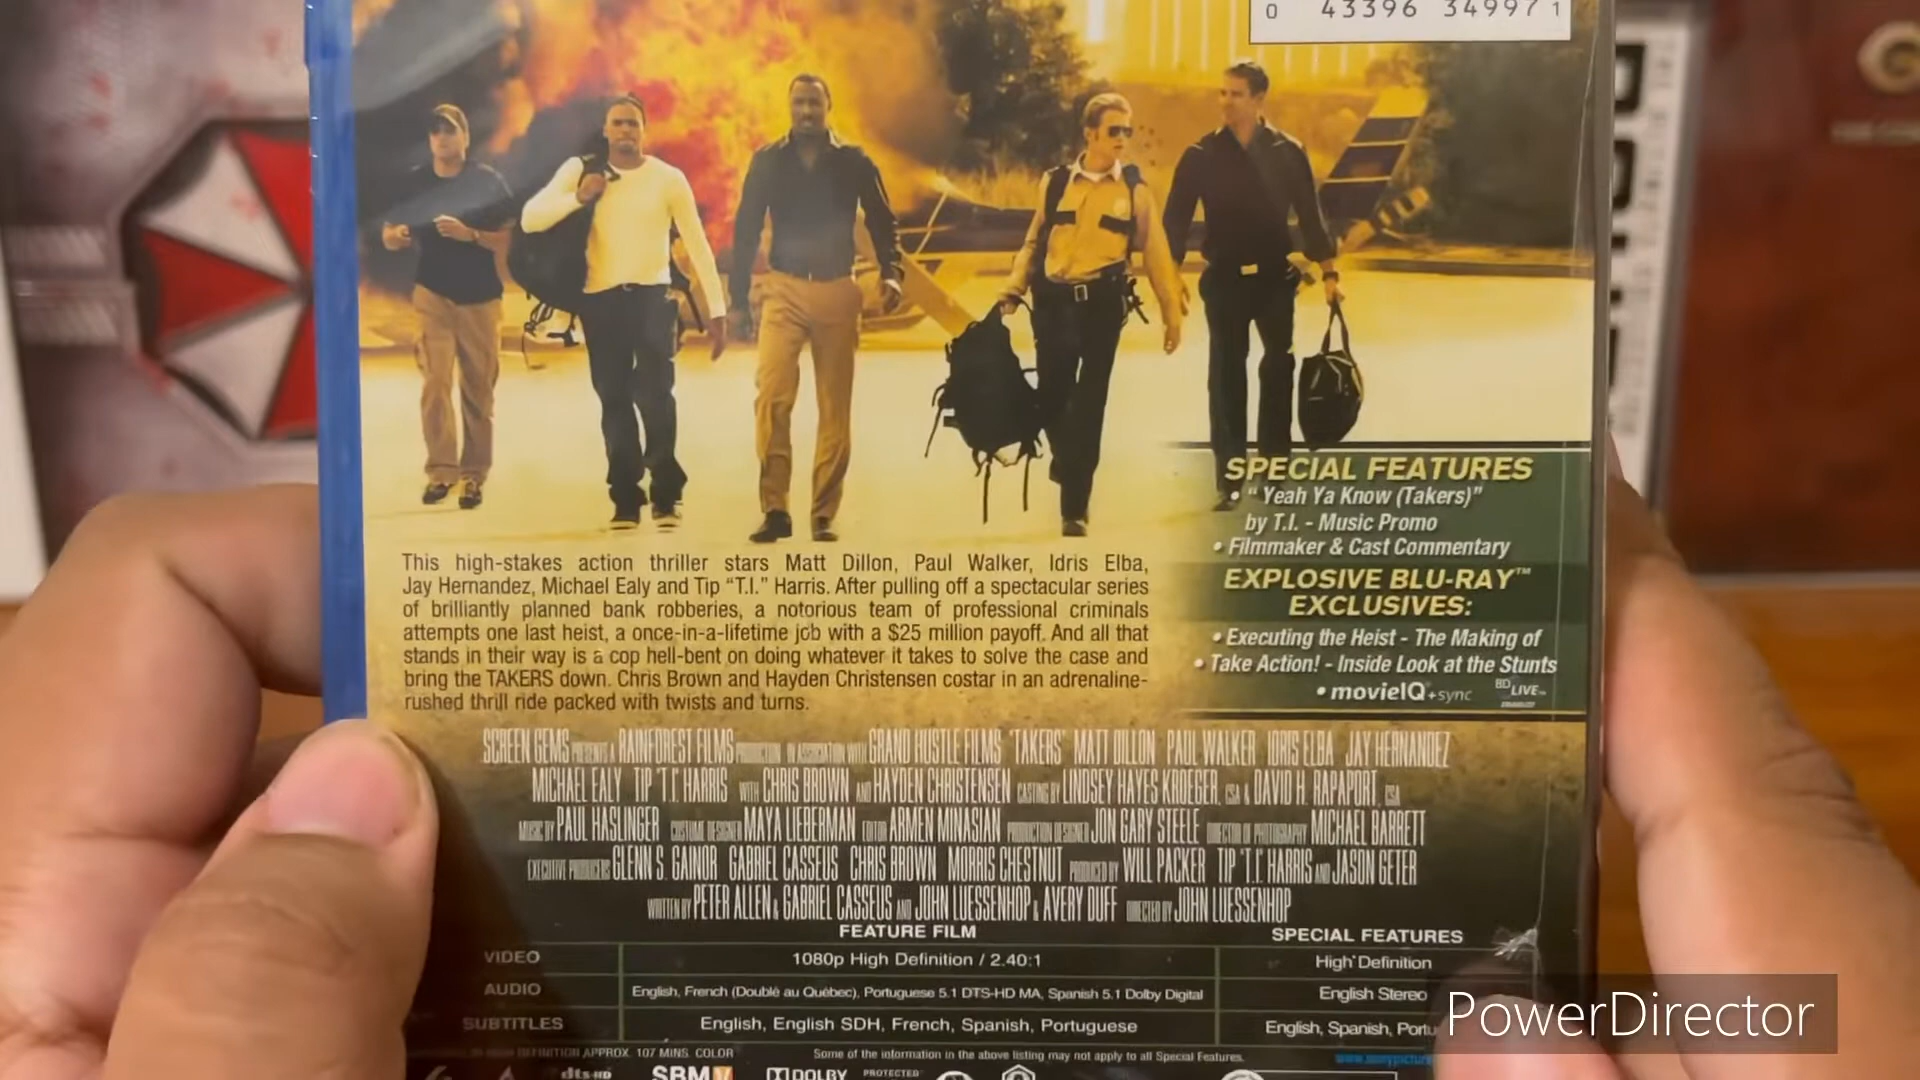 0 43396 34997 1
SPECIAL FEATURES
• “ Yeah Ya Know (Takers)”
by T.I. - Music Promo
• Filmmaker & Cast Commentary
EXPLOSIVE BLU-RAY™
EXCLUSIVES:
• Executing the Heist - The Making of
• Take Action! - Inside Look at the Stunts
• movieIQ+sync BD LIVE™
This high-stakes action thriller stars Matt Dillon, Paul Walker, Idris Elba,
Jay Hernandez, Michael Ealy and Tip “T.I.” Harris. After pulling off a spectacular series
of brilliantly planned bank robberies, a notorious team of professional criminals
attempts one last heist, a once-in-a-lifetime job with a $25 million payoff. And all that
stands in their way is a cop hell-bent on doing whatever it takes to solve the case and
bring the TAKERS down. Chris Brown and Hayden Christensen costar in an adrenaline-
rushed thrill ride packed with twists and turns.
SCREEN GEMS PRESENTS A RAINFOREST FILMS PRODUCTION IN ASSOCIATION WITH GRAND HUSTLE FILMS "TAKERS" MATT DILLON PAUL WALKER IDRIS ELBA JAY HERNANDEZ
MICHAEL EALY TIP "T.I." HARRIS WITH CHRIS BROWN AND HAYDEN CHRISTENSEN CASTING BY LINDSEY HAYES KROEGER, CSA & DAVID H. RAPAPORT, CSA
MUSIC BY PAUL HASLINGER COSTUME DESIGNER MAYA LIEBERMAN EDITOR ARMEN MINASIAN PRODUCTION DESIGNER JON GARY STEELE DIRECTOR OF PHOTOGRAPHY MICHAEL BARRETT
EXECUTIVE PRODUCERS GLENN S. GAINOR GABRIEL CASSEUS CHRIS BROWN MORRIS CHESTNUT PRODUCED BY WILL PACKER TIP "T.I." HARRIS AND JASON GETER
WRITTEN BY PETER ALLEN & GABRIEL CASSEUS AND JOHN LUESSENHOP & AVERY DUFF DIRECTED BY JOHN LUESSENHOP
FEATURE FILM SPECIAL FEATURES
VIDEO 1080p High Definition / 2.40:1 High Definition
AUDIO English, French (Doublé au Québec), Portuguese 5.1 DTS-HD MA, Spanish 5.1 Dolby Digital English Stereo
SUBTITLES English, English SDH, French, Spanish, Portuguese English, Spanish, Portu
DEFINITION APPROX. 107 MINS. COLOR Some of the information in the above listing may not apply to all Special Features.
dts-HD SBMV DOLBY PROTECTED
PowerDirector